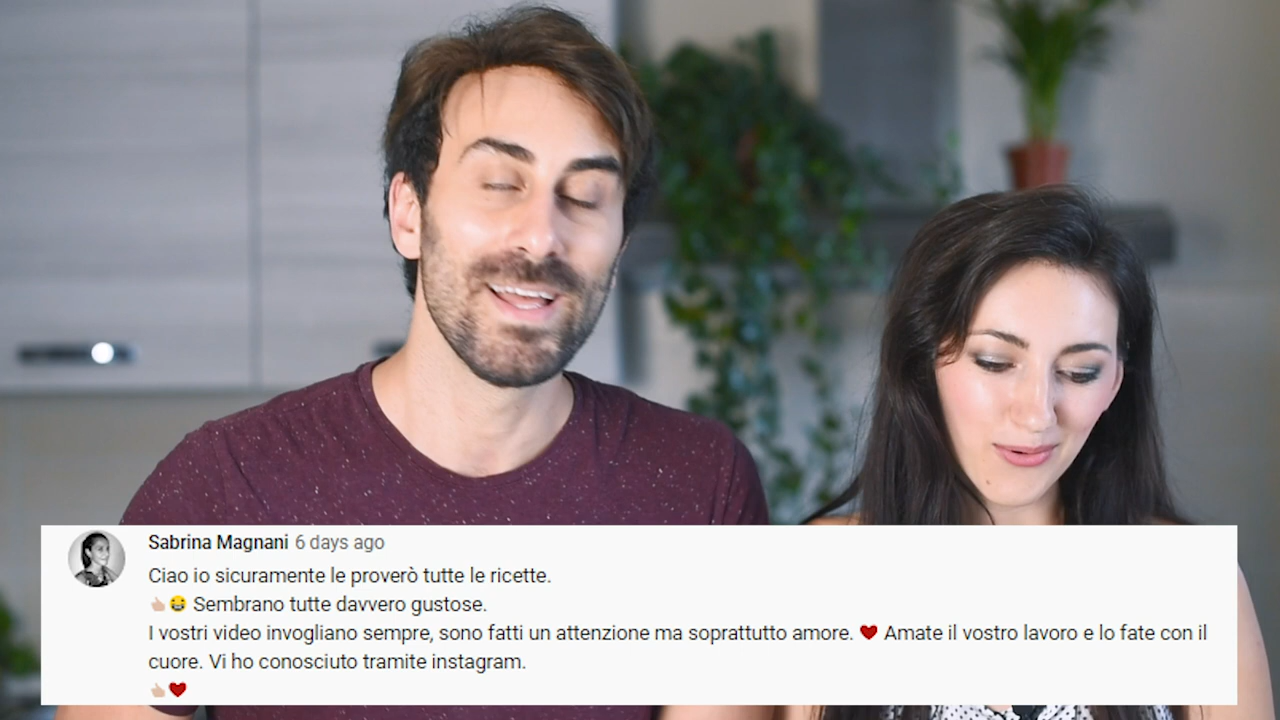 Sabrina Magnani 6 days ago
Ciao io sicuramente le proverò tutte le ricette.
👍🏻😂 Sembrano tutte davvero gustose.
I vostri video invogliano sempre, sono fatti un attenzione ma soprattutto amore. ❤️ Amate il vostro lavoro e lo fate con il
cuore. Vi ho conosciuto tramite instagram.
👍🏻❤️